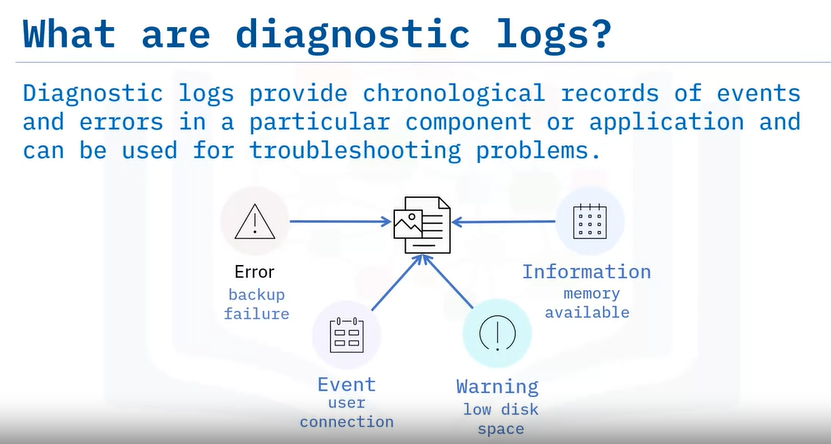 What are diagnostic logs?
Diagnostic logs provide chronological records of events
and errors in a particular component or application and
can be used for troubleshooting problems.
Error
backup
failure
Information
memory
available
Event
user
connection
Warning
low disk
space